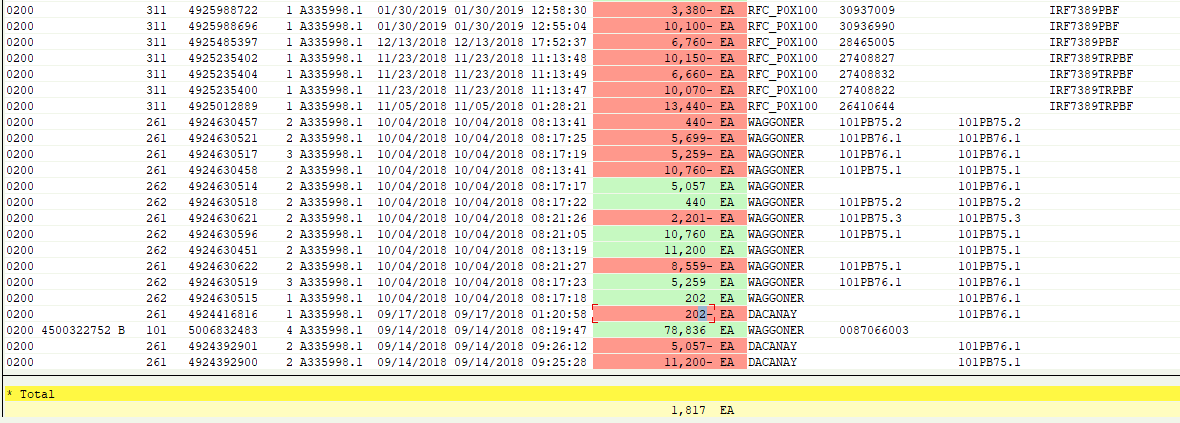 0200 311 4925988722 1 A335998.1 01/30/2019 01/30/2019 12:58:30 3,380- EA RFC_P0X100 30937009 IRF7389PBF
0200 311 4925988696 1 A335998.1 01/30/2019 01/30/2019 12:55:04 10,100- EA RFC_P0X100 30936990 IRF7389PBF
0200 311 4925485397 1 A335998.1 12/13/2018 12/13/2018 17:52:37 6,760- EA RFC_P0X100 28465005 IRF7389PBF
0200 311 4925235402 1 A335998.1 11/23/2018 11/23/2018 11:13:48 10,150- EA RFC_P0X100 27408827 IRF7389TRPBF
0200 311 4925235404 1 A335998.1 11/23/2018 11/23/2018 11:13:49 6,660- EA RFC_P0X100 27408832 IRF7389TRPBF
0200 311 4925235400 1 A335998.1 11/23/2018 11/23/2018 11:13:47 10,070- EA RFC_P0X100 27408822 IRF7389TRPBF
0200 311 4925012889 1 A335998.1 11/05/2018 11/05/2018 01:28:21 13,440- EA RFC_P0X100 26410644 IRF7389TRPBF
0200 261 4924630457 2 A335998.1 10/04/2018 10/04/2018 08:13:41 440- EA WAGGONER 101PB75.2 101PB75.2
0200 261 4924630521 2 A335998.1 10/04/2018 10/04/2018 08:17:25 5,699- EA WAGGONER 101PB76.1 101PB76.1
0200 261 4924630517 3 A335998.1 10/04/2018 10/04/2018 08:17:19 5,259- EA WAGGONER 101PB76.1 101PB76.1
0200 261 4924630458 2 A335998.1 10/04/2018 10/04/2018 08:13:41 10,760- EA WAGGONER 101PB75.1 101PB75.1
0200 262 4924630514 2 A335998.1 10/04/2018 10/04/2018 08:17:17 5,057 EA WAGGONER 101PB76.1
0200 262 4924630518 2 A335998.1 10/04/2018 10/04/2018 08:17:22 440 EA WAGGONER 101PB75.2 101PB75.2
0200 261 4924630621 2 A335998.1 10/04/2018 10/04/2018 08:21:26 2,201- EA WAGGONER 101PB75.3 101PB75.3
0200 262 4924630596 2 A335998.1 10/04/2018 10/04/2018 08:21:05 10,760 EA WAGGONER 101PB75.1 101PB75.1
0200 262 4924630451 2 A335998.1 10/04/2018 10/04/2018 08:13:19 11,200 EA WAGGONER 101PB75.1
0200 261 4924630622 2 A335998.1 10/04/2018 10/04/2018 08:21:27 8,559- EA WAGGONER 101PB75.1 101PB75.1
0200 262 4924630519 3 A335998.1 10/04/2018 10/04/2018 08:17:23 5,259 EA WAGGONER 101PB76.1 101PB76.1
0200 262 4924630515 1 A335998.1 10/04/2018 10/04/2018 08:17:18 202 EA WAGGONER 101PB76.1
0200 261 4924416816 1 A335998.1 09/17/2018 09/17/2018 01:20:58 202- EA DACANAY 101PB76.1
0200 4500322752 B 101 5006832483 4 A335998.1 09/14/2018 09/14/2018 08:19:47 78,836 EA WAGGONER 0087066003
0200 261 4924392901 2 A335998.1 09/14/2018 09/14/2018 09:26:12 5,057- EA DACANAY 101PB76.1
0200 261 4924392900 2 A335998.1 09/14/2018 09/14/2018 09:25:28 11,200- EA DACANAY 101PB75.1
* Total
1,817 EA